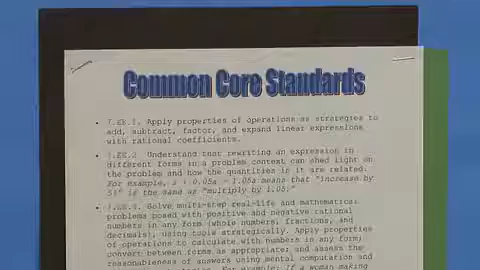 Common Core Standards
• 7.EE.1. Apply properties of operations as strategies to
add, subtract, factor, and expand linear expressions
with rational coefficients.
• 7.EE.2 Understand that rewriting an expression in
different forms in a problem context can shed light on
the problem and how the quantities in it are related.
For example, a + 0.05a = 1.05a means that "increase by
5%" is the same as "multiply by 1.05."
• 7.EE.3. Solve multi-step real-life and mathematical
problems posed with positive and negative rational
numbers in any form (whole numbers, fractions, and
decimals), using tools strategically. Apply properties
of operations to calculate with numbers in any form;
convert between forms as appropriate; and assess the
reasonableness of answers using mental computation and
For example: If a woman making